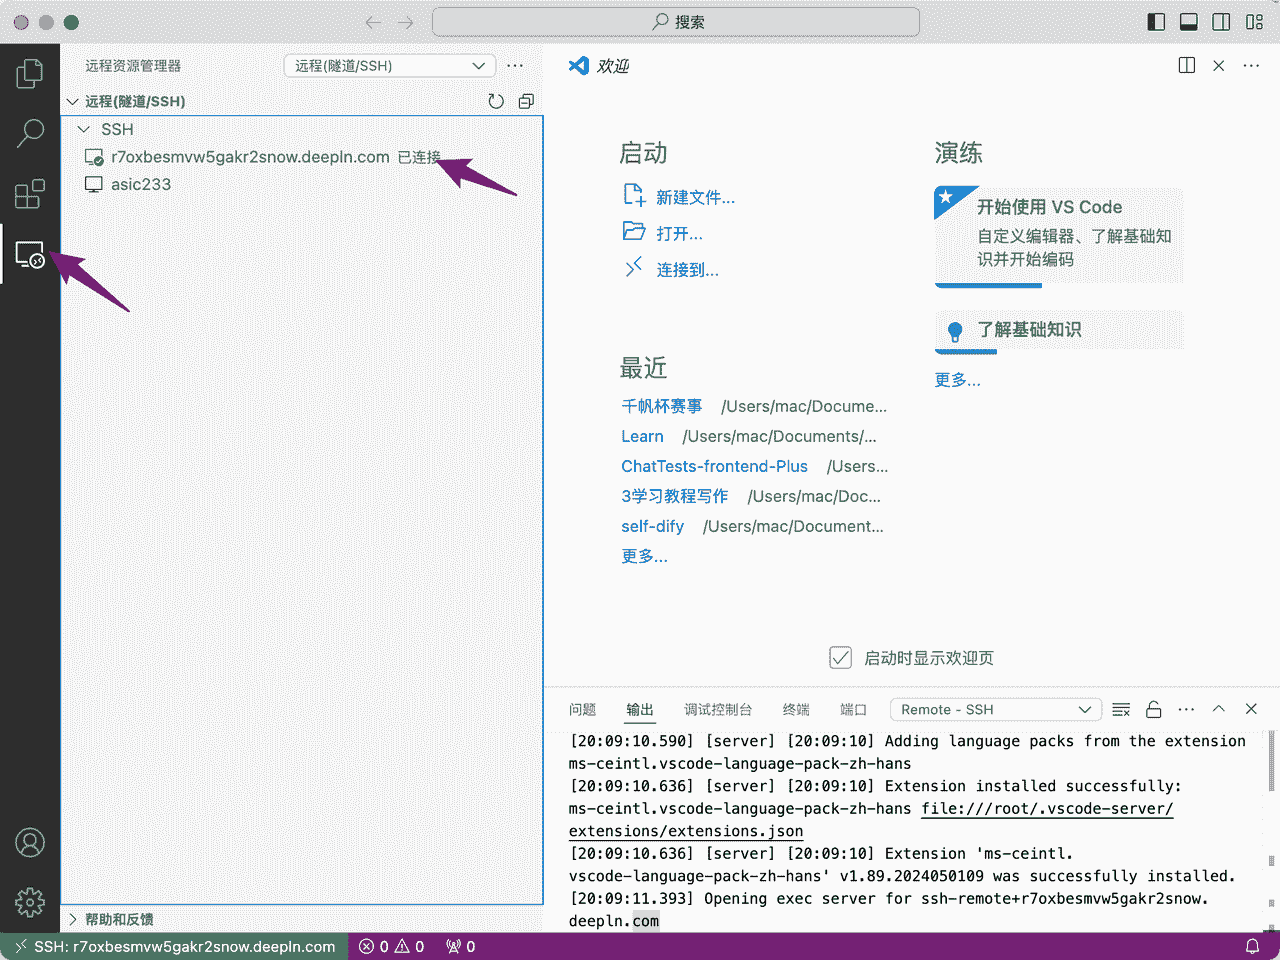 搜索
远程资源管理器
远程(隧道/SSH)
远程(隧道/SSH)
SSH
r7oxbesmvw5gakr2snow.deepln.com 已连接
asic233
欢迎
启动
新建文件...
打开...
连接到...
最近
千帆杯赛事 /Users/mac/Docume...
Learn /Users/mac/Documents/...
ChatTests-frontend-Plus /Users...
3学习教程写作 /Users/mac/Doc...
self-dify /Users/mac/Document...
更多...
演练
开始使用 VS Code
自定义编辑器、了解基础知
识并开始编码
了解基础知识
更多...
启动时显示欢迎页
问题 输出 调试控制台 终端 端口 Remote - SSH
[20:09:10.590] [server] [20:09:10] Adding language packs from the extension
ms-ceintl.vscode-language-pack-zh-hans
[20:09:10.636] [server] [20:09:10] Extension installed successfully:
ms-ceintl.vscode-language-pack-zh-hans file:///root/.vscode-server/
extensions/extensions.json
[20:09:10.636] [server] [20:09:10] Extension 'ms-ceintl.
vscode-language-pack-zh-hans' v1.89.2024050109 was successfully installed.
[20:09:11.393] Opening exec server for ssh-remote+r7oxbesmvw5gakr2snow.
deepln.com
帮助和反馈
SSH: r7oxbesmvw5gakr2snow.deepln.com 0 0 0